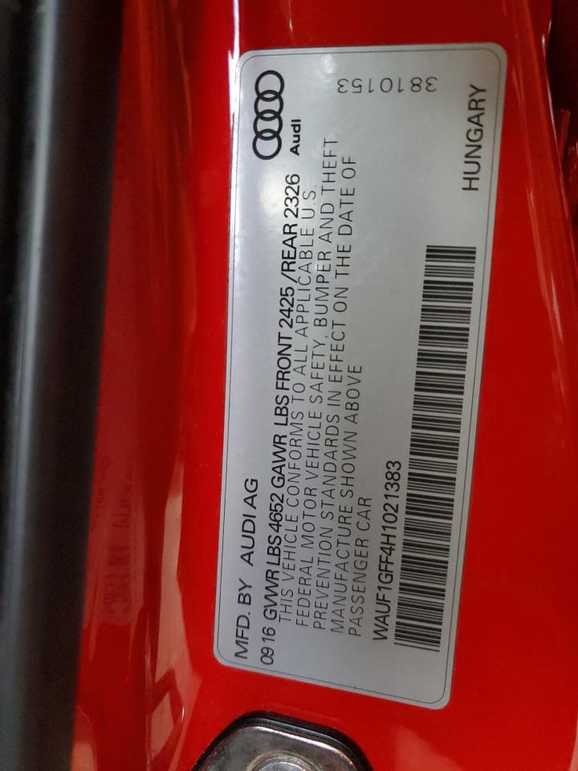 MFD. BY AUDI AG
09 16 GVWR LBS 4652 GAWR LBS FRONT 2425 /REAR 2326
THIS VEHICLE CONFORMS TO ALL APPLICABLE U.S.
FEDERAL MOTOR VEHICLE SAFETY, BUMPER AND THEFT
PREVENTION STANDARDS IN EFFECT ON THE DATE OF
MANUFACTURE SHOWN ABOVE
PASSENGER CAR
WAUF1GFF4H1021383
Audi
3810153
HUNGARY